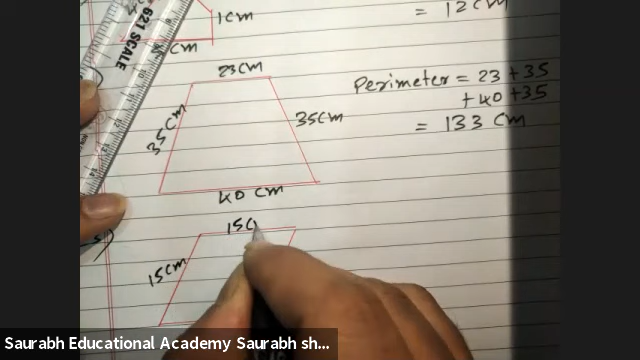 621 SCALE
1cm
cm
= 12 cm
23cm
35cm
35cm
40 cm
Perimeter = 23 + 35
+ 40 + 35
= 133 cm
15c
15cm
Saurabh Educational Academy Saurabh sh...